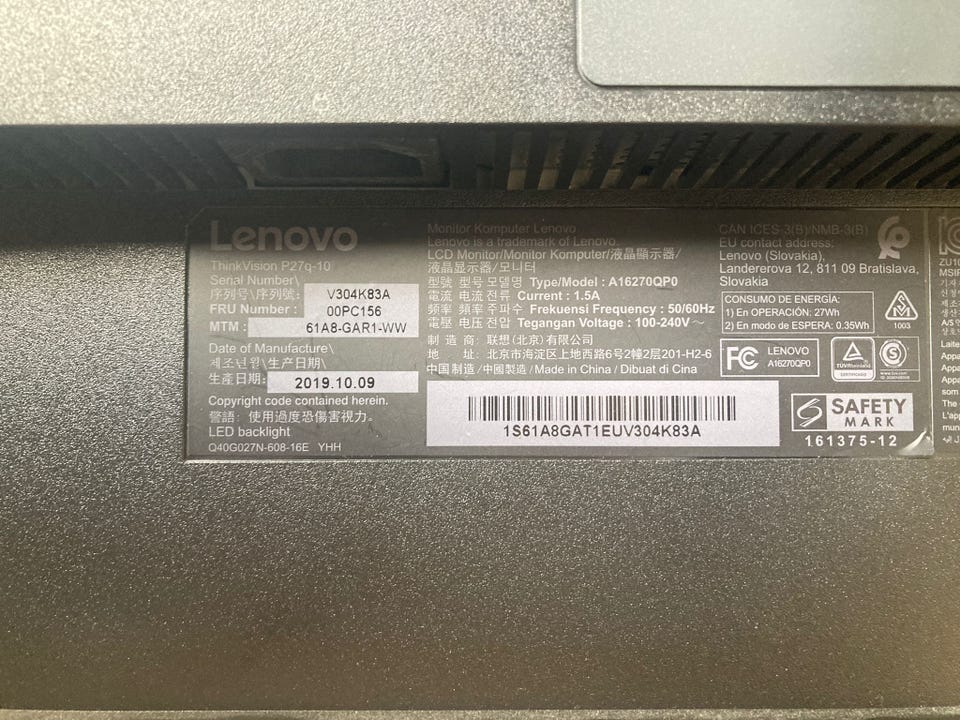 Lenovo
ThinkVision P27q-10
Serial Number\
序列号\序列號: V304K83A
FRU Number : 00PC156
MTM : 61A8-GAR1-WW
Date of Manufacture\
제조년월\生产日期\
生產日期: 2019.10.09
Copyright code contained herein.
警語: 使用過度恐傷害視力。
LED backlight
Q40G027N-608-16E YHH
Monitor Komputer Lenovo
Lenovo is a trademark of Lenovo
LCD Monitor/Monitor Komputer/液晶顯示器/
液晶显示器/モニター
型號 型号 모델명 Type/Model : A16270QP0
電流 电流 전류 Current : 1.5A
頻率 频率 주파수 Frekuensi Frequency : 50/60Hz
電壓 电压 전압 Tegangan Voltage : 100-240V～
制 造 商: 联想(北京)有限公司
地 址: 北京市海淀区上地西路6号2幢2层201-H2-6
中国制造/中國製造/Made in China / Dibuat di Cina
1S61A8GAT1EUV304K83A
CAN ICES-3(B)/NMB-3(B)
EU contact address:
Lenovo (Slovakia),
Landererova 12, 811 09 Bratislava,
Slovakia
CONSUMO DE ENERGÍA:
1) En OPERACIÓN: 27Wh
2) En modo de ESPERA: 0.35Wh
1003
FC LENOVO
A16270QP0
TÜVRheinland
CERTIFIED
S
SAFETY
MARK
161375-12
ZU10
MSIP
A/S